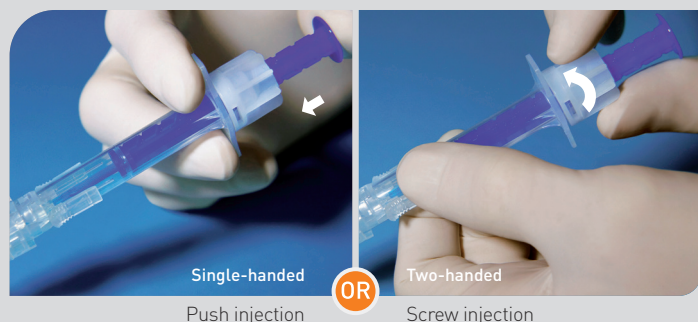 Single-handed
Push injection
OR
Two-handed
Screw injection